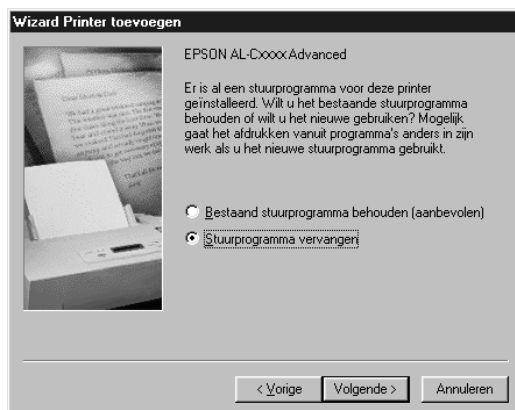 Wizard Printer toevoegen
EPSON AL-CxxxxAdvanced
Er is al een stuurprogramma voor deze printer
geïnstalleerd. Wilt u het bestaande stuurprogramma
behouden of wilt u het nieuwe gebruiken? Mogelijk
gaat het afdrukken vanuit programma's anders in zijn
werk als u het nieuwe stuurprogramma gebruikt.
Bestaand stuurprogramma behouden (aanbevolen)
Stuurprogramma vervangen
< Vorige
Volgende >
Annuleren